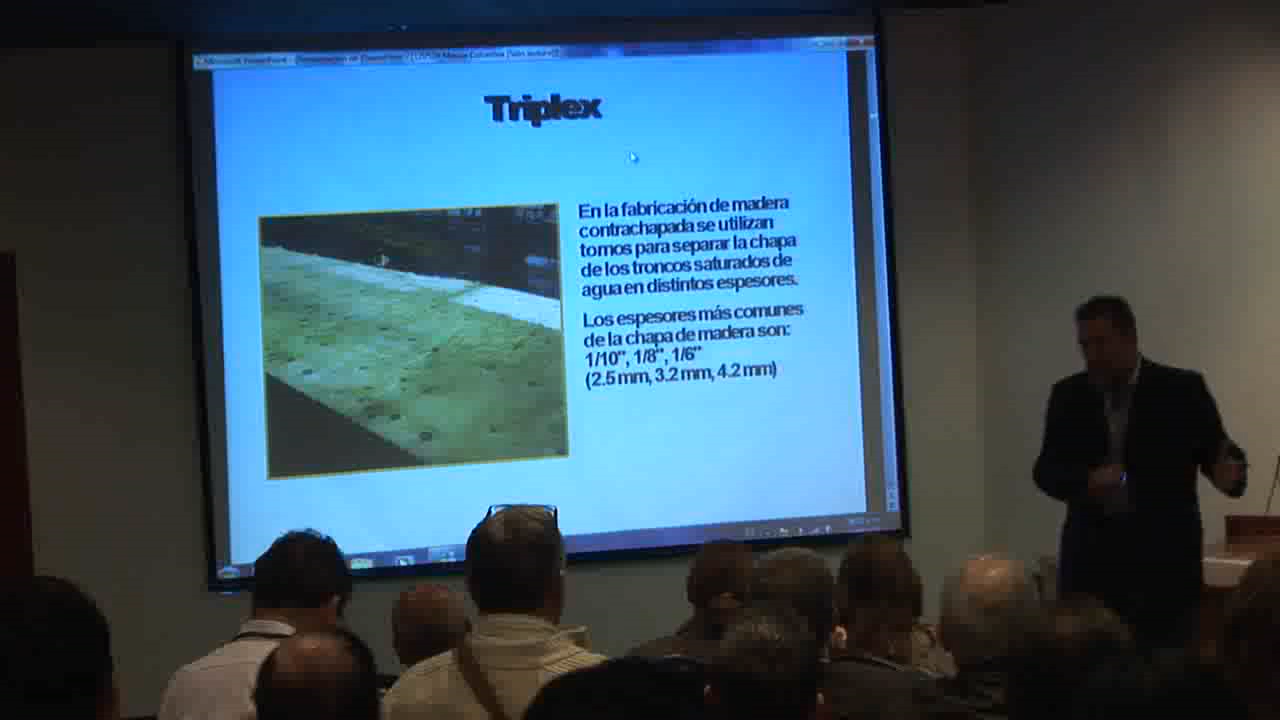 Microsoft PowerPoint
Triplex
En la fabricación de madera
contrachapada se utilizan
tornos para separar la chapa
de los troncos saturados de
agua en distintos espesores.
Los espesores más comunes
de la chapa de madera son:
1/10", 1/8", 1/6"
(2.5 mm, 3.2 mm, 4.2 mm)